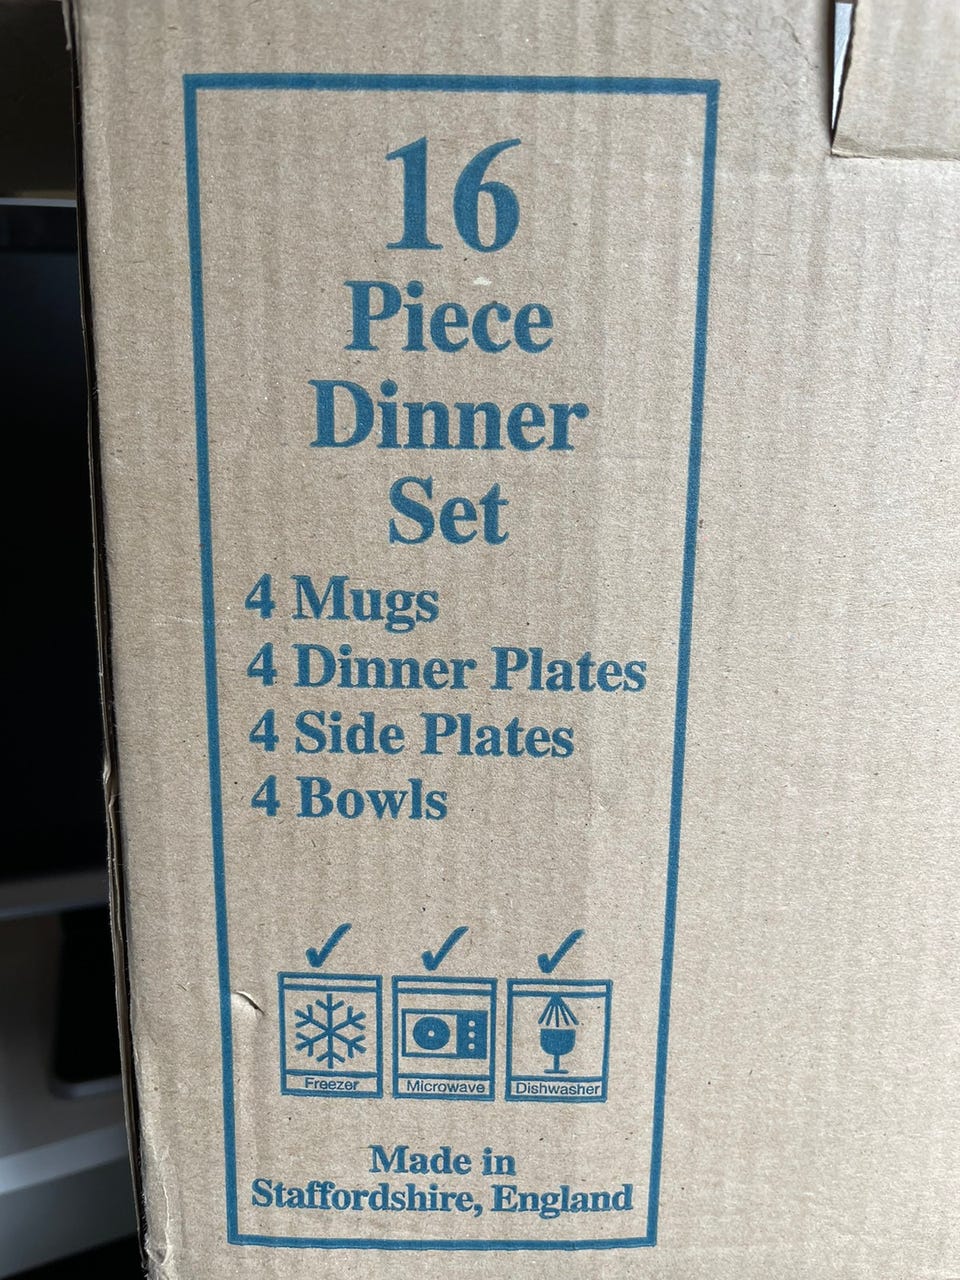 16
Piece
Dinner
Set
4 Mugs
4 Dinner Plates
4 Side Plates
4 Bowls
Freezer Microwave Dishwasher
Made in
Staffordshire, England